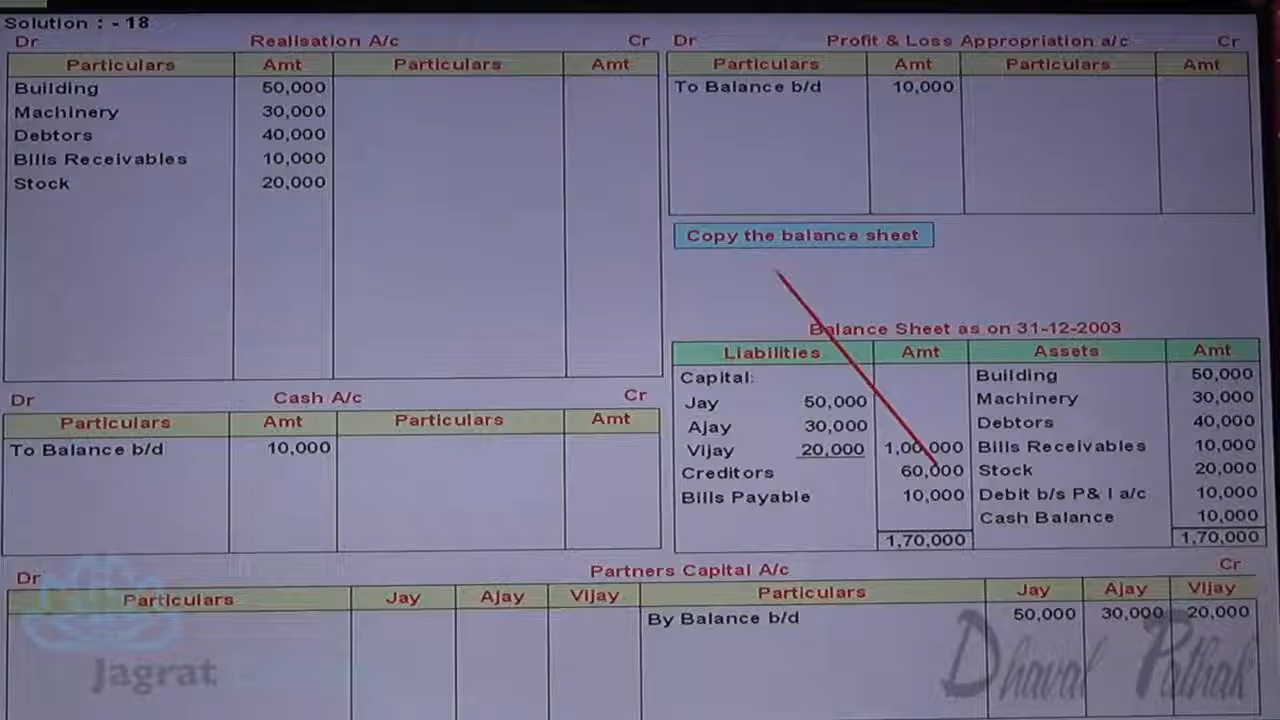 Solution : - 18
Dr Realisation A/c Cr
Particulars Amt Particulars Amt
Building 50,000
Machinery 30,000
Debtors 40,000
Bills Receivables 10,000
Stock 20,000
Dr Profit & Loss Appropriation a/c Cr
Particulars Amt Particulars Amt
To Balance b/d 10,000
Copy the balance sheet
Balance Sheet as on 31-12-2003
Liabilities Amt Assets Amt
Capital: Building 50,000
Jay 50,000 Machinery 30,000
Ajay 30,000 Debtors 40,000
Vijay 20,000 1,00,000 Bills Receivables 10,000
Creditors 60,000 Stock 20,000
Bills Payable 10,000 Debit b/s P& l a/c 10,000
Cash Balance 10,000
1,70,000 1,70,000
Dr Cash A/c Cr
Particulars Amt Particulars Amt
To Balance b/d 10,000
Dr Partners Capital A/c Cr
Particulars Jay Ajay Vijay Particulars Jay Ajay Vijay
By Balance b/d 50,000 30,000 20,000
Jagrat
Dhaval Pathak